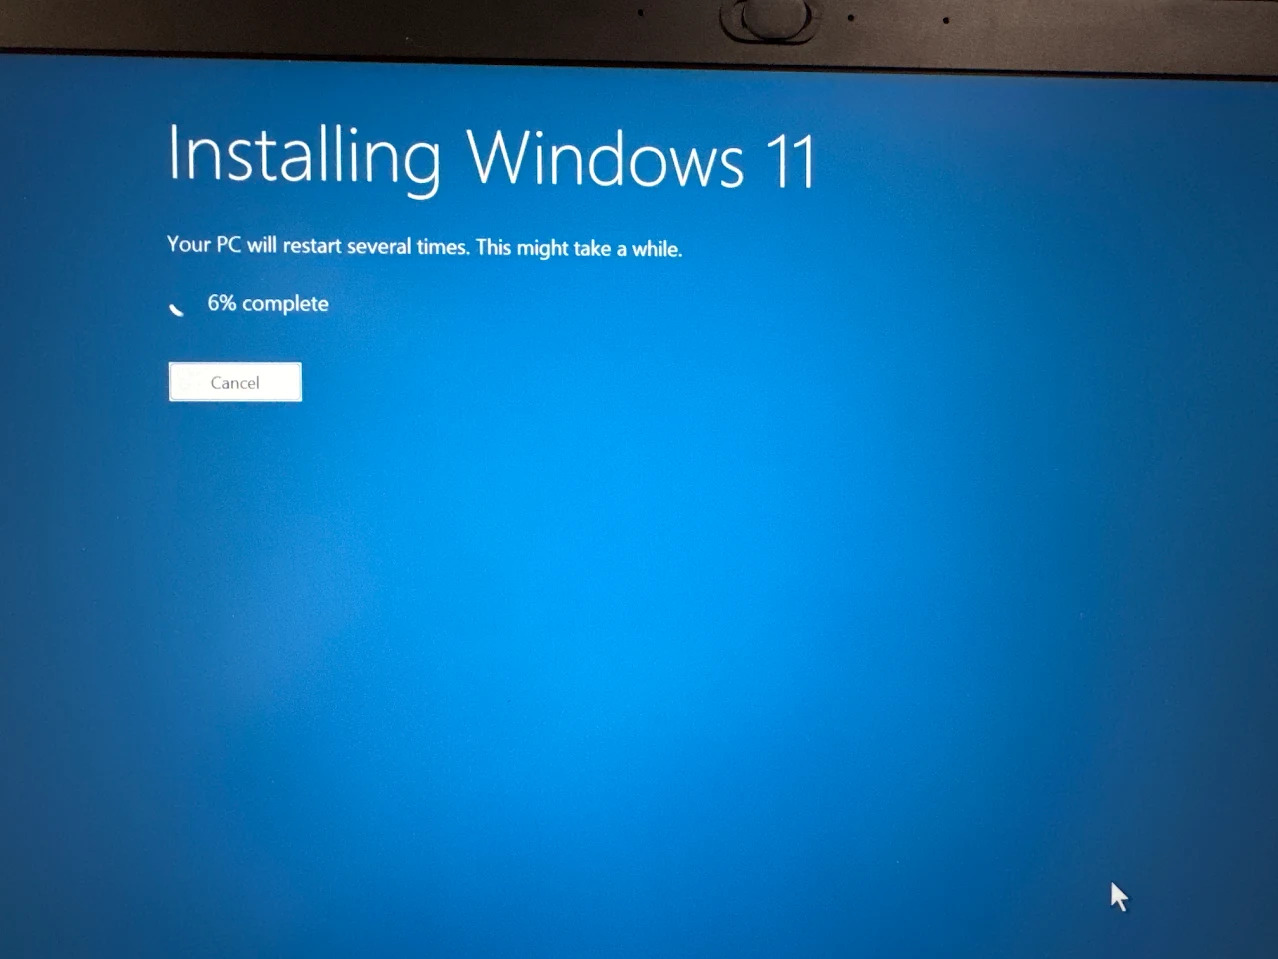 Installing Windows 11
Your PC will restart several times. This might take a while.
6% complete
Cancel